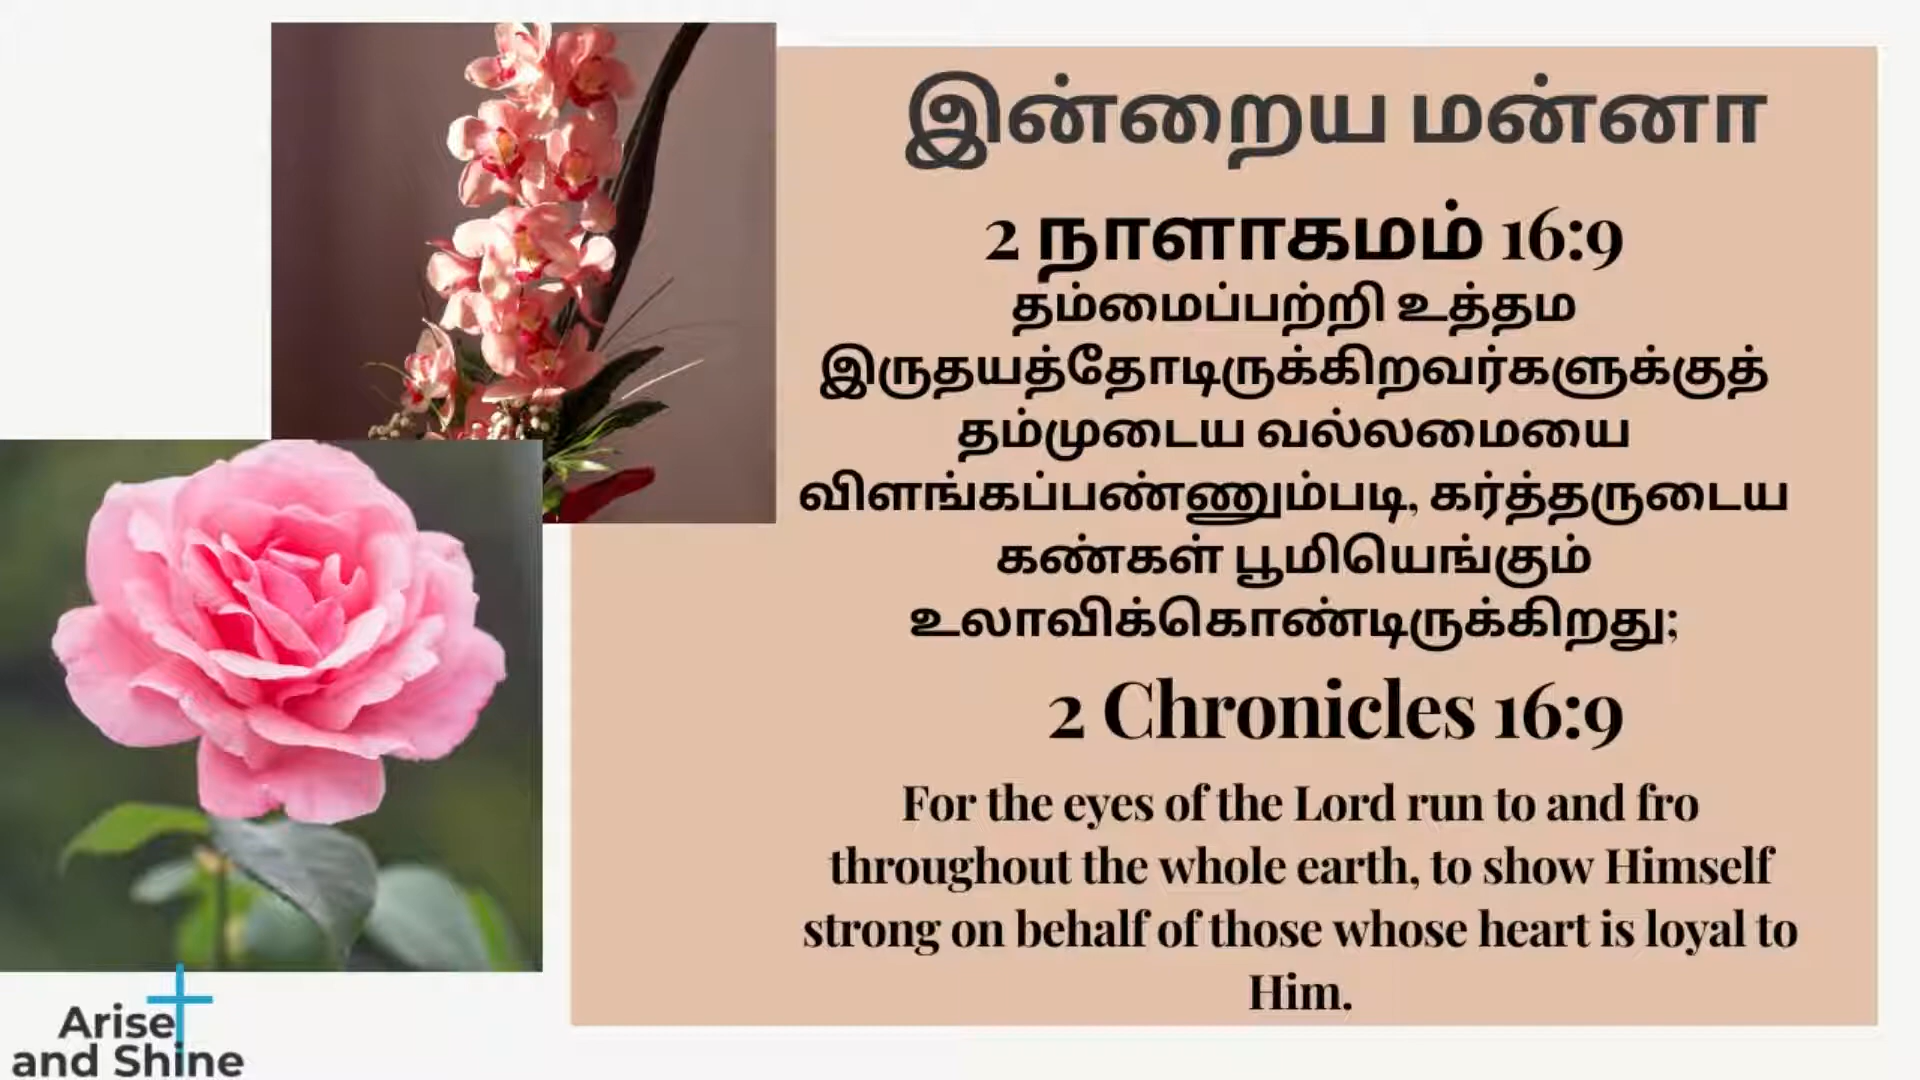 இன்றைய மன்னா
2 நாளாகமம் 16:9
தம்மைப்பற்றி உத்தம
இருதயத்தோடிருக்கிறவர்களுக்குத்
தம்முடைய வல்லமையை
விளங்கப்பண்ணும்படி, கர்த்தருடைய
கண்கள் பூமியெங்கும்
உலாவிக்கொண்டிருக்கிறது;
2 Chronicles 16:9
For the eyes of the Lord run to and fro
throughout the whole earth, to show Himself
strong on behalf of those whose heart is loyal to
Him.
Arise
and Shine